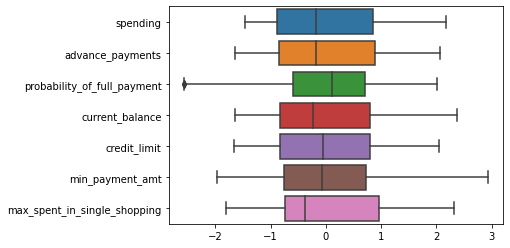 spending
advance_payments
probability_of_full_payment
current_balance
credit_limit
min_payment_amt
max_spent_in_single_shopping
−2 −1 0 1 2 3